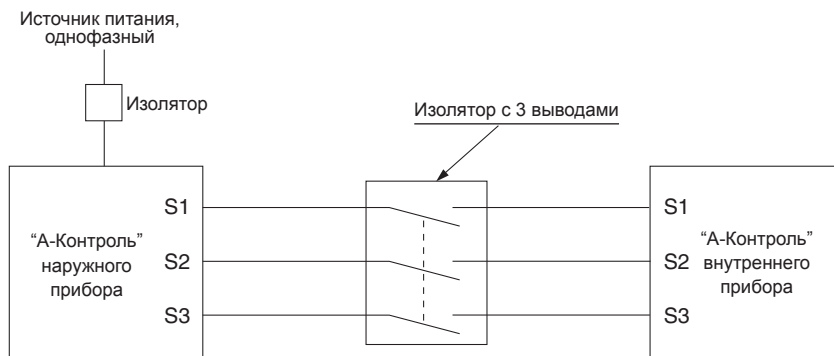 Источник питания,
однофазный
Изолятор
Изолятор с 3 выводами
“А-Контроль”
наружного
прибора
S1
S2
S3
S1
S2
S3
“А-Контроль”
внутреннего
прибора